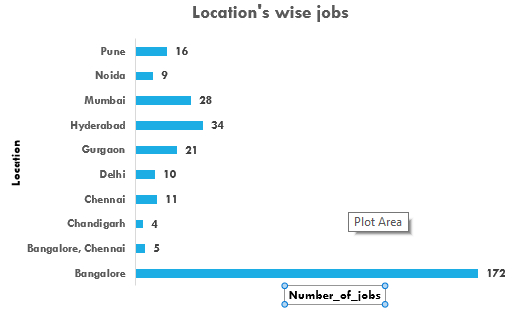 Location's wise jobs
Pune 16
Noida 9
Mumbai 28
Hyderabad 34
Gurgaon 21
Delhi 10
Chennai 11
Chandigarh 4
Bangalore, Chennai 5
Bangalore 172
Location
Plot Area
Number_of_jobs